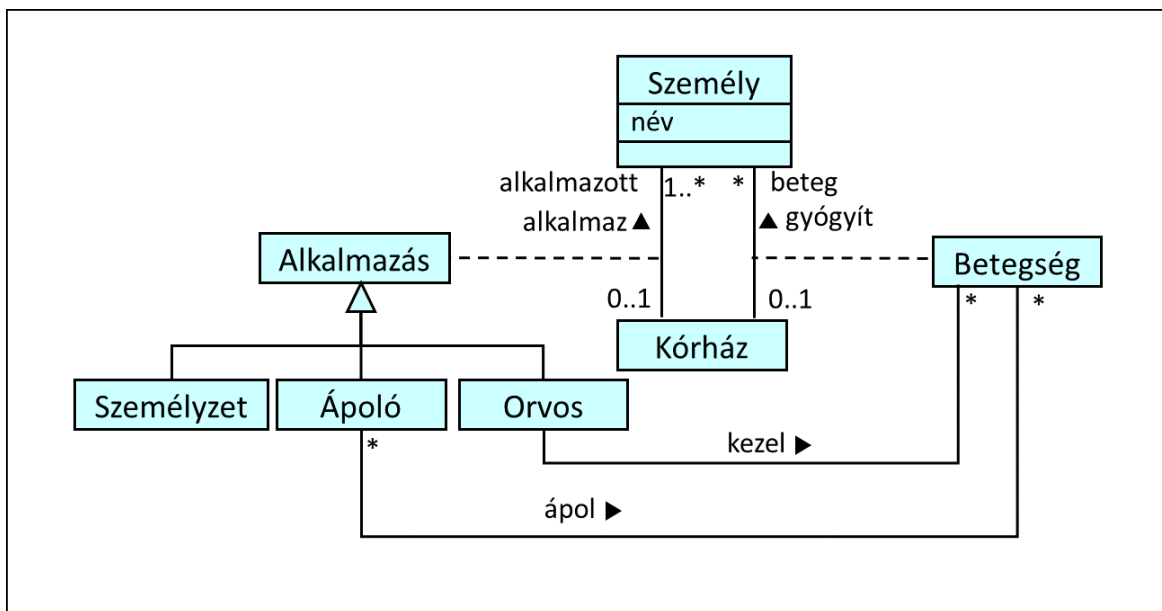 Személy
név
alkalmazott 1..* * beteg
alkalmaz ▲ ▲ gyógyít
Alkalmazás
Betegség
0..1 0..1 * *
Kórház
Személyzet Ápoló Orvos
*
kezel ▶
ápol ▶